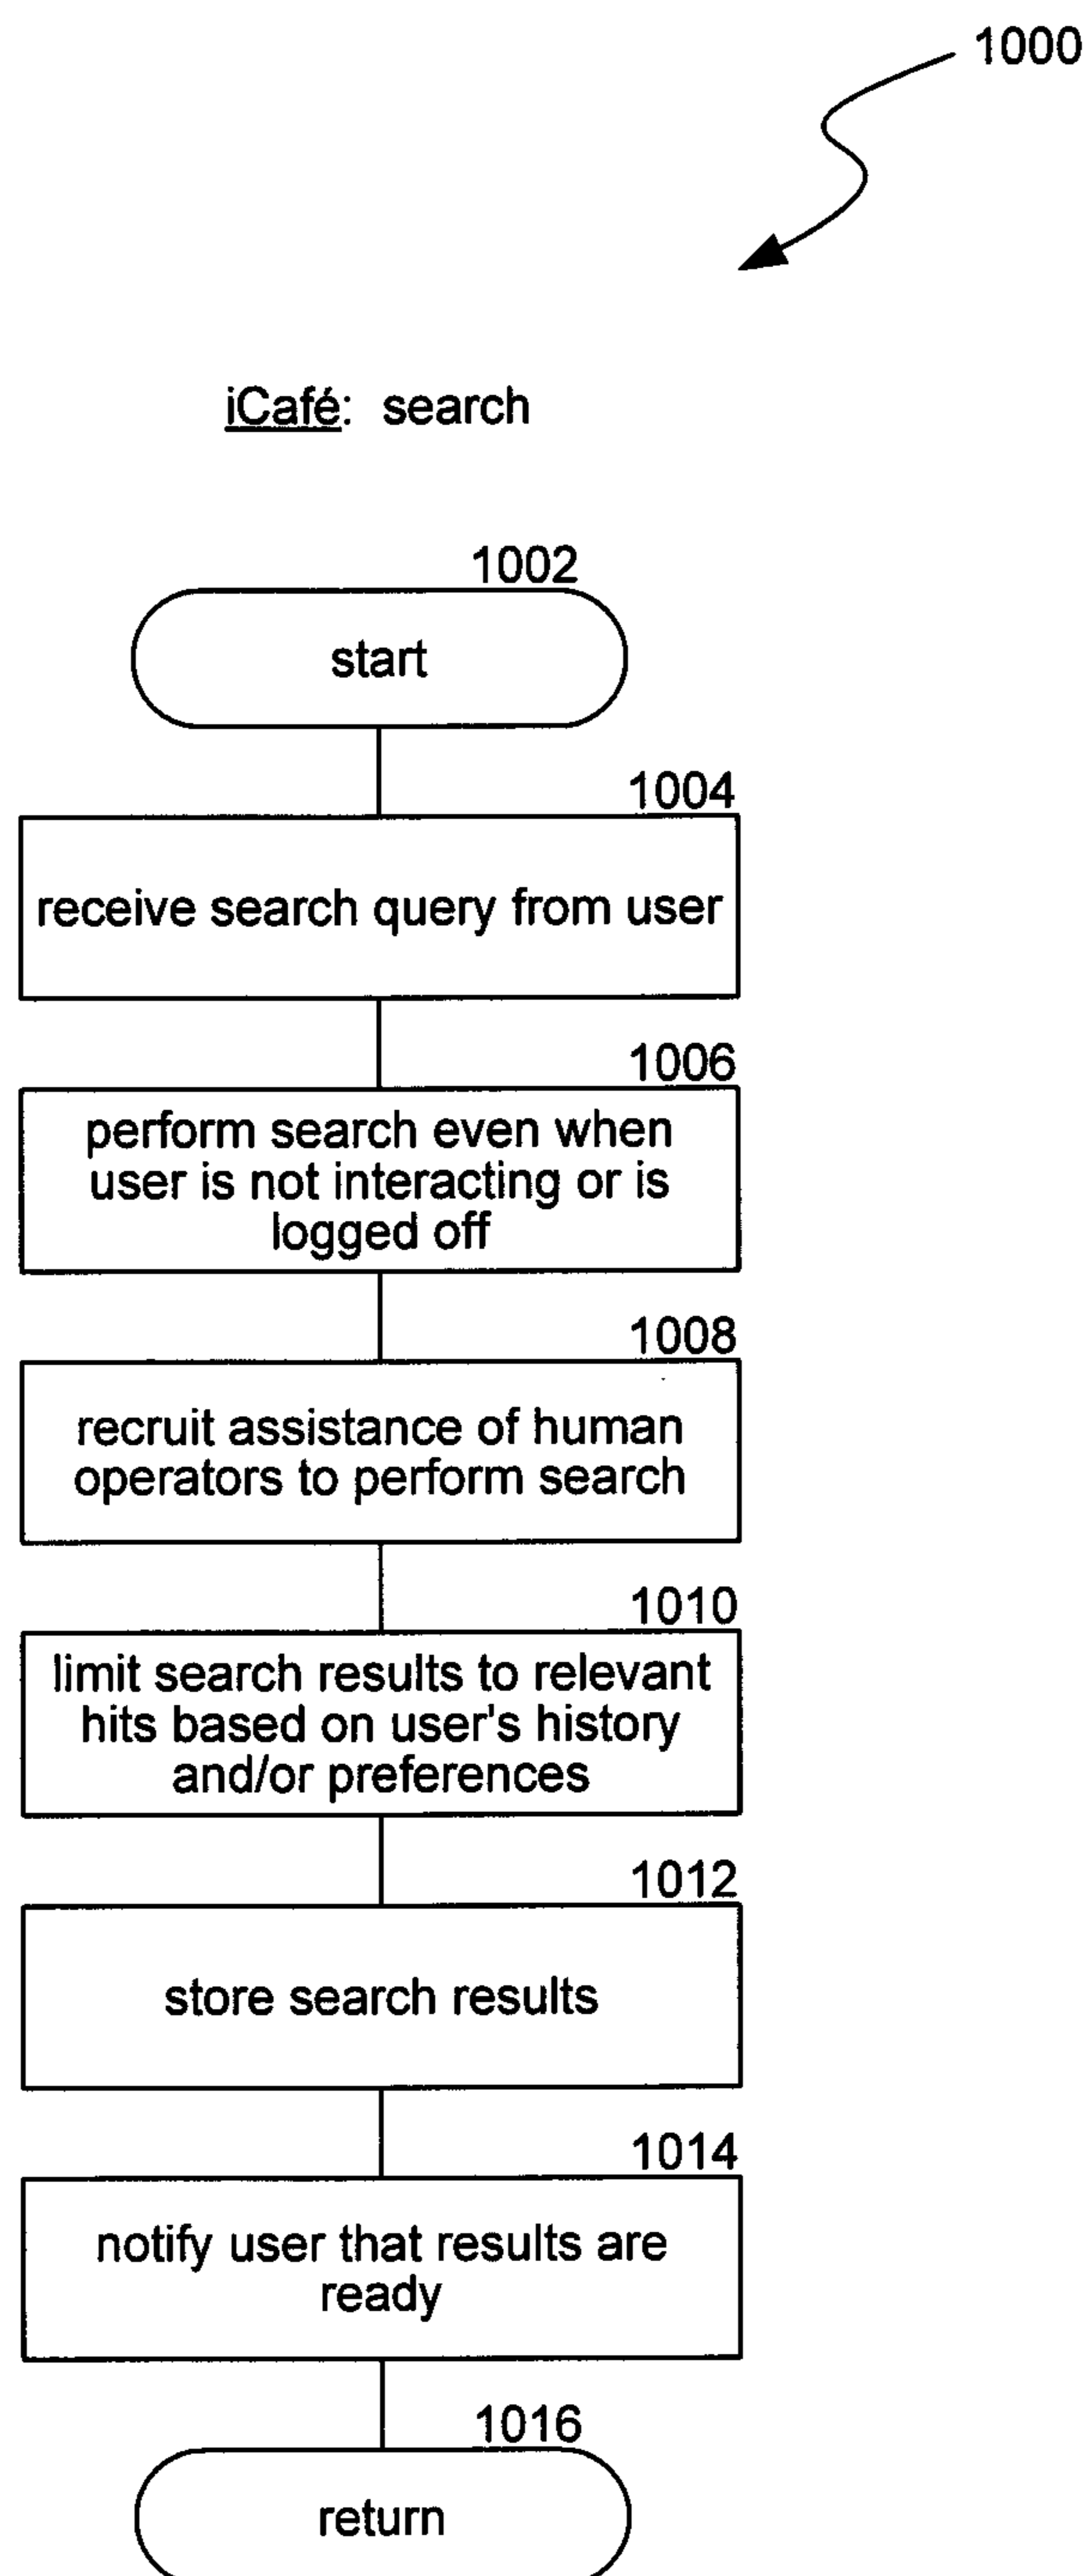 1000
iCafé: search
1002
start
1004
receive search query from user
1006
perform search even when
user is not interacting or is
logged off
1008
recruit assistance of human
operators to perform search
1010
limit search results to relevant
hits based on user's history
and/or preferences
1012
store search results
1014
notify user that results are
ready
1016
return